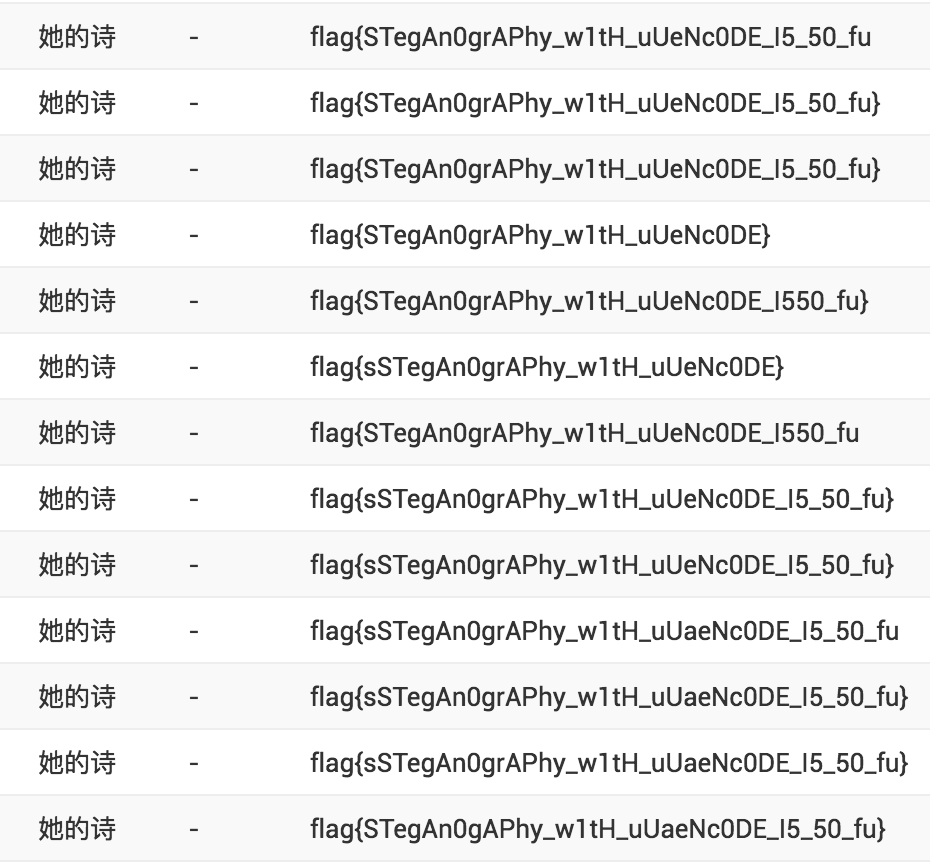 她的诗 - flag{STegAn0grAPhy_w1tH_uUeNc0DE_I5_50_fu
她的诗 - flag{STegAn0grAPhy_w1tH_uUeNc0DE_I5_50_fu}
她的诗 - flag{STegAn0grAPhy_w1tH_uUeNc0DE_I5_50_fu}
她的诗 - flag{STegAn0grAPhy_w1tH_uUeNc0DE}
她的诗 - flag{STegAn0grAPhy_w1tH_uUeNc0DE_I550_fu}
她的诗 - flag{sSTegAn0grAPhy_w1tH_uUeNc0DE}
她的诗 - flag{STegAn0grAPhy_w1tH_uUeNc0DE_I550_fu
她的诗 - flag{sSTegAn0grAPhy_w1tH_uUeNc0DE_I5_50_fu}
她的诗 - flag{sSTegAn0grAPhy_w1tH_uUeNc0DE_I5_50_fu}
她的诗 - flag{sSTegAn0grAPhy_w1tH_uUaeNc0DE_I5_50_fu
她的诗 - flag{sSTegAn0grAPhy_w1tH_uUaeNc0DE_I5_50_fu}
她的诗 - flag{sSTegAn0grAPhy_w1tH_uUaeNc0DE_I5_50_fu}
她的诗 - flag{STegAn0gAPhy_w1tH_uUaeNc0DE_I5_50_fu}